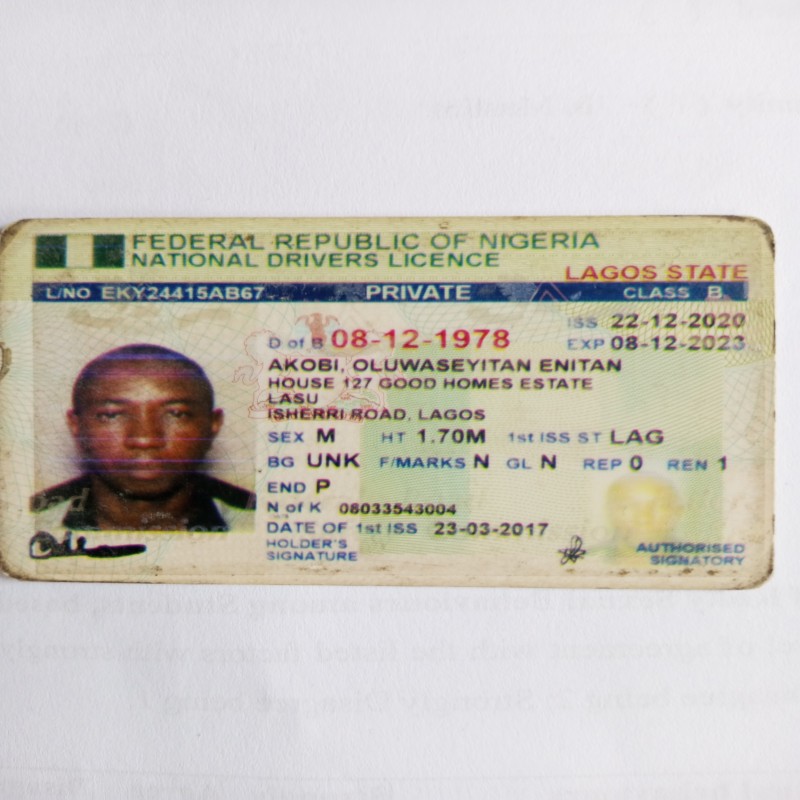 FEDERAL REPUBLIC OF NIGERIA
NATIONAL DRIVERS LICENCE
LAGOS STATE
L/NO EKY24415AB67 PRIVATE CLASS B
ISS 22-12-2020
D of B 08-12-1978 EXP 08-12-2023
AKOBI, OLUWASEYITAN ENITAN
HOUSE 127 GOOD HOMES ESTATE
LASU
ISHERRI ROAD, LAGOS
SEX M HT 1.70M 1st ISS ST LAG
BG UNK F/MARKS N GL N REP 0 REN 1
END P
N of K 08033543004
DATE OF 1st ISS 23-03-2017
HOLDER'S
SIGNATURE
AUTHORISED
SIGNATORY